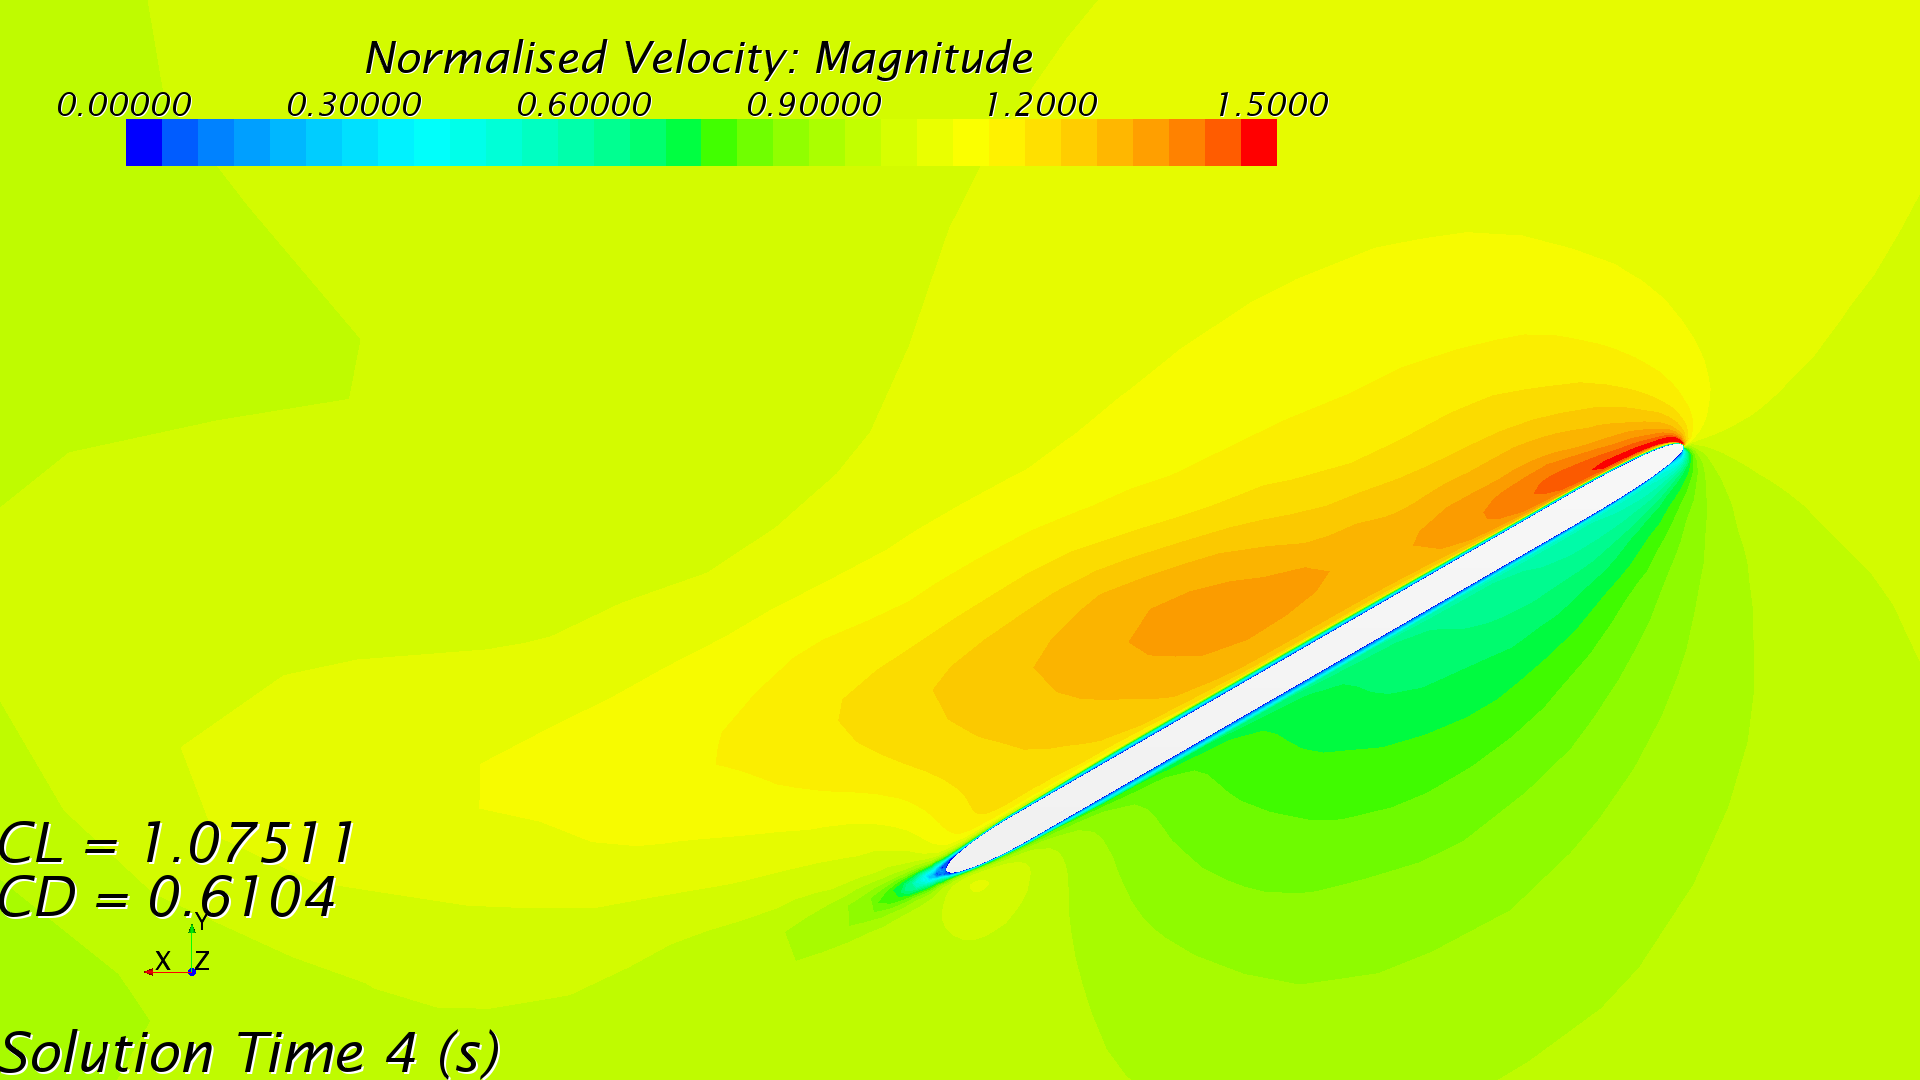 Normalised Velocity: Magnitude
0.00000 0.30000 0.60000 0.90000 1.2000 1.5000
CL = 1.07511
CD = 0.6104
Y
X Z
Solution Time 4 (s)